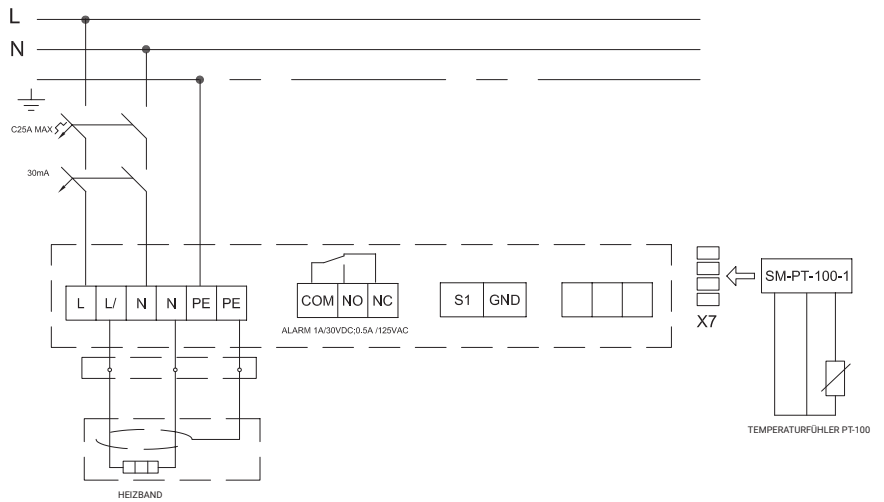 L
N
C25A MAX
30mA
L L/ N N PE PE
COM NO NC
ALARM 1A/30VDC;0.5A /125VAC
S1 GND
SM-PT-100-1
X7
TEMPERATURFÜHLER PT-100
HEIZBAND